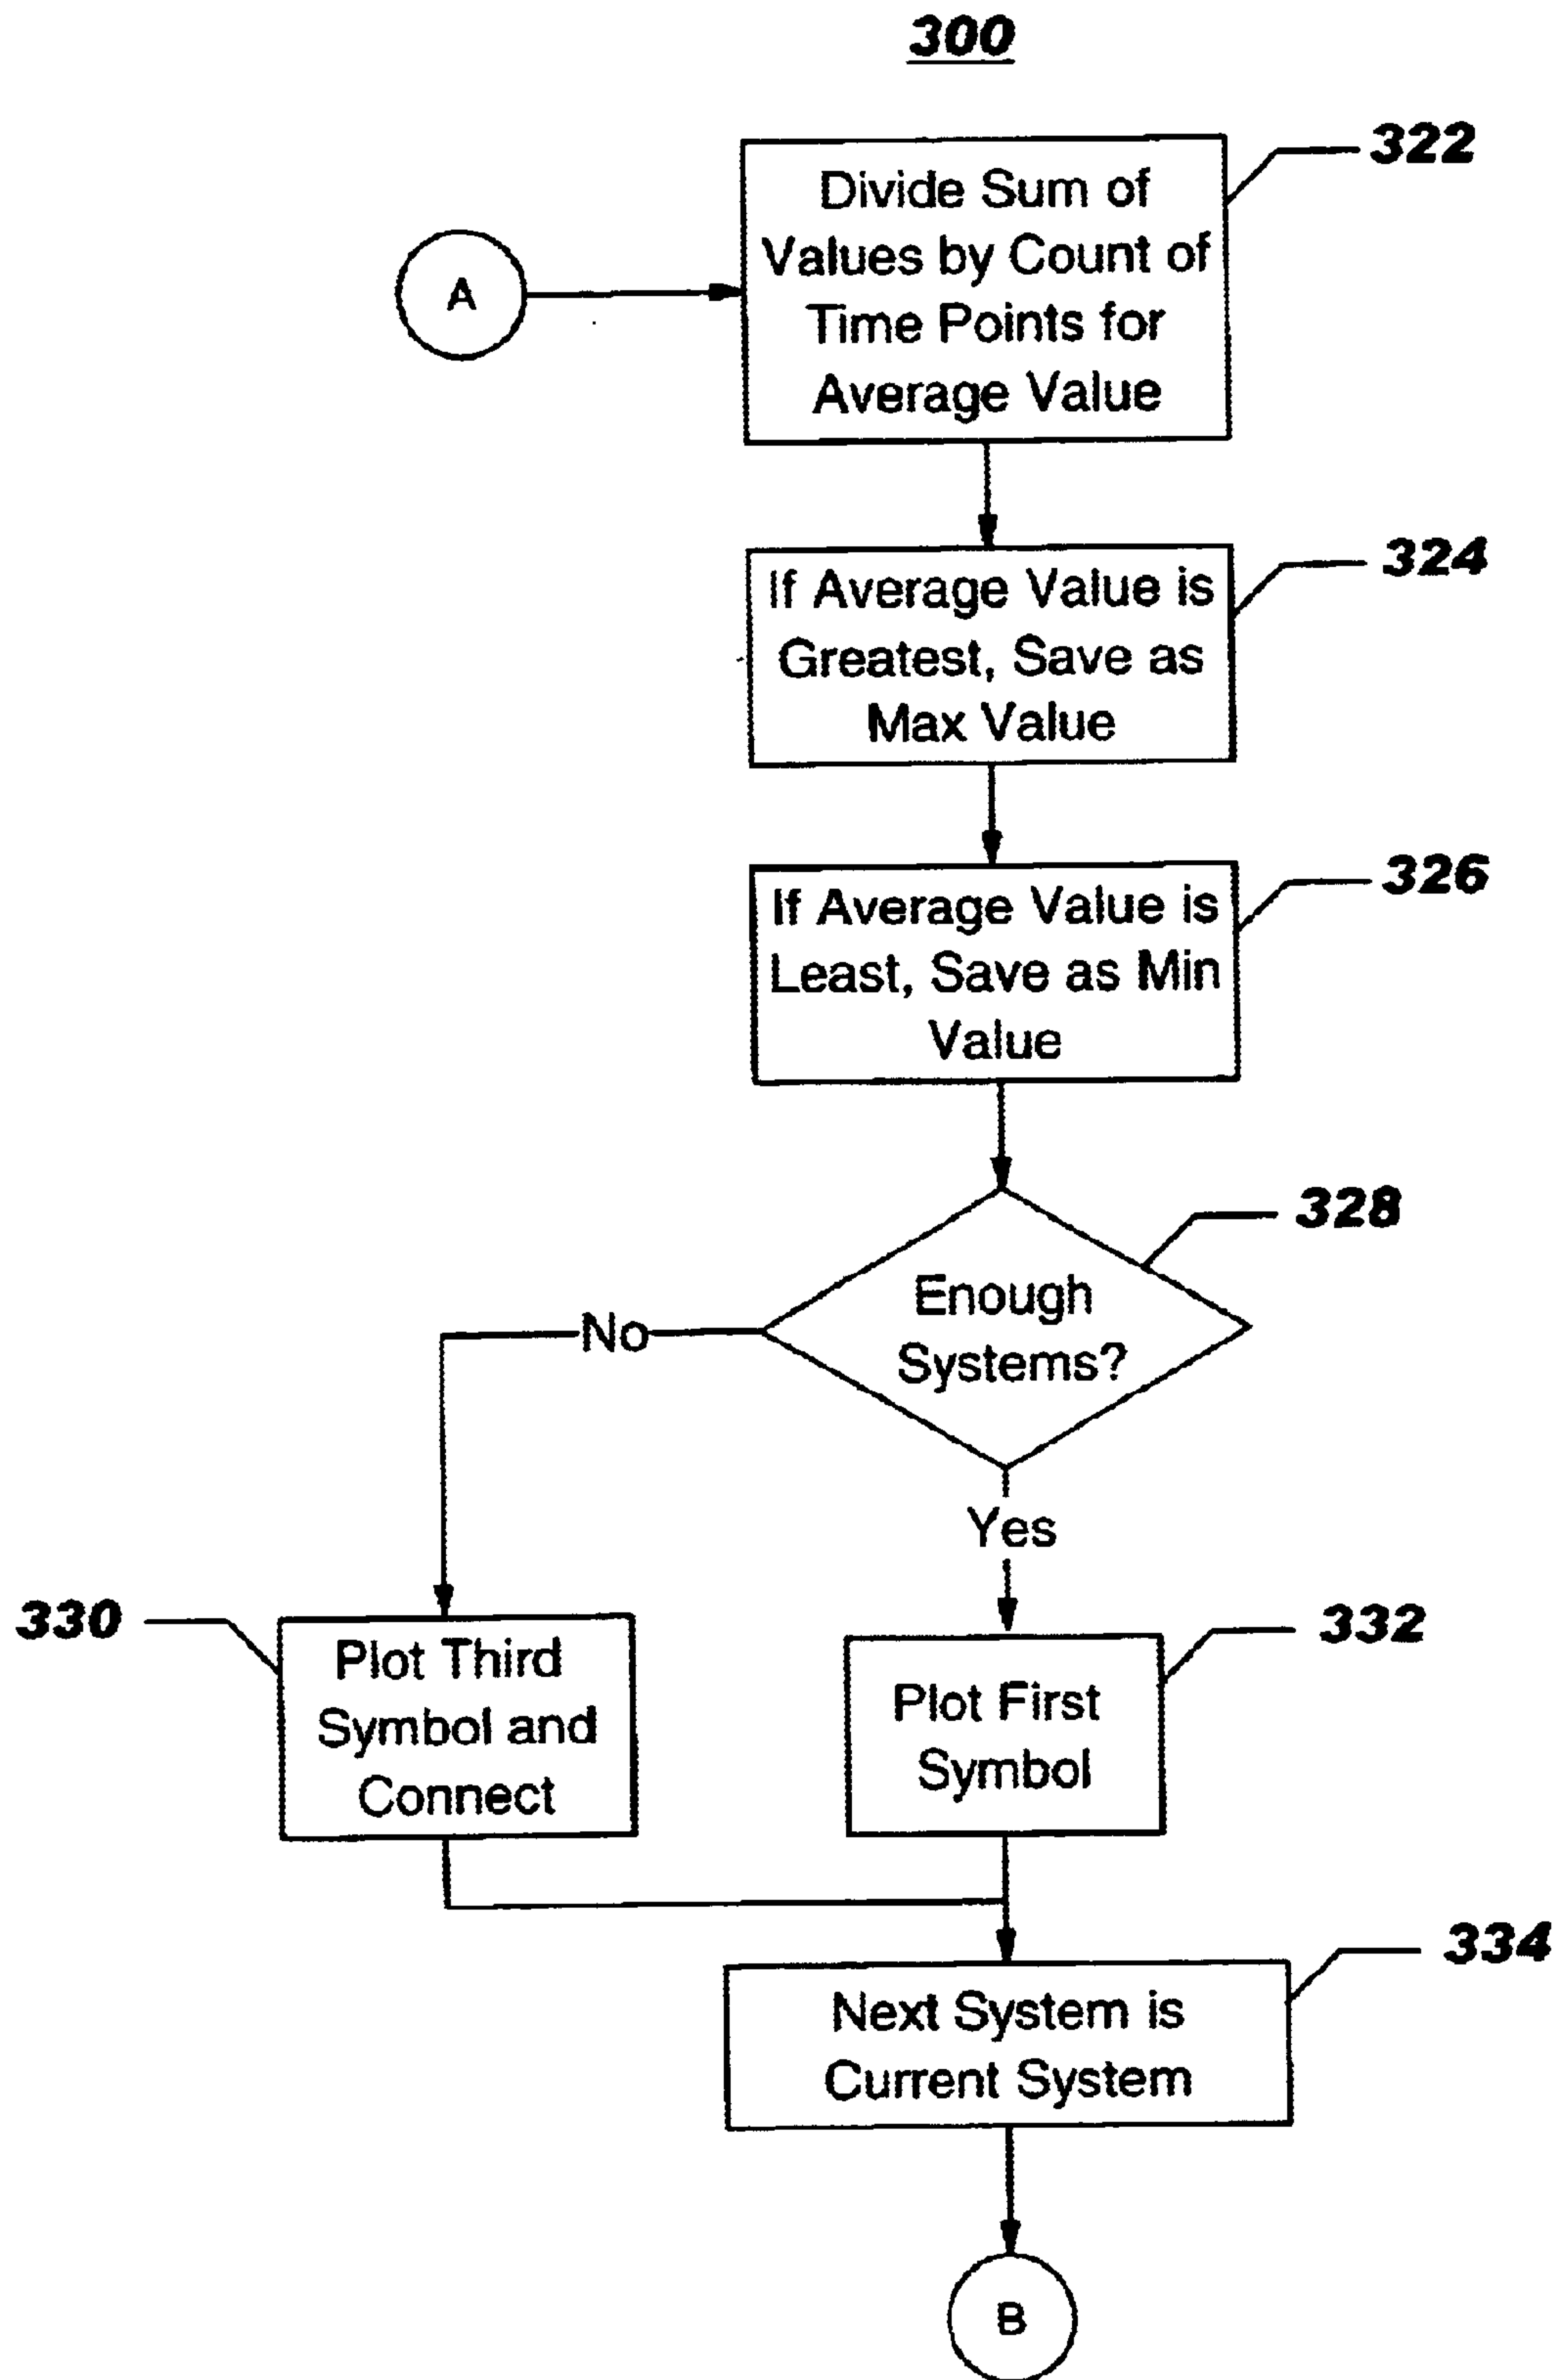 300
322
Divide Sum of
Values by Count of
Time Points for
Average Value
A
324
If Average Value is
Greatest, Save as
Max Value
326
If Average Value is
Least, Save as Min
Value
328
Enough
Systems?
No
Yes
330
Plot Third
Symbol and
Connect
332
Plot First
Symbol
334
Next System is
Current System
B